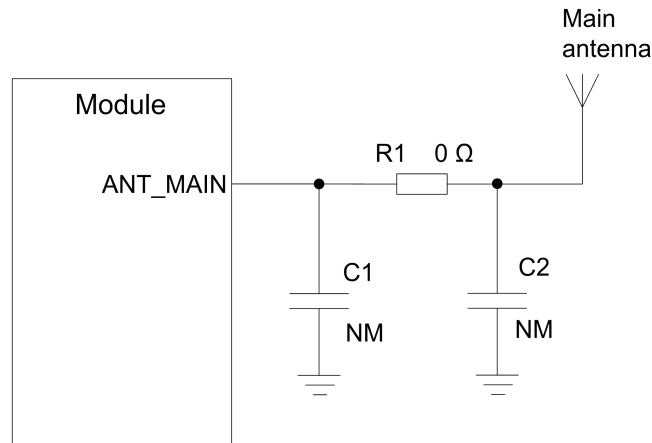 Main
antenna
Module
R1 0 Ω
ANT_MAIN
C1
C2
NM
NM